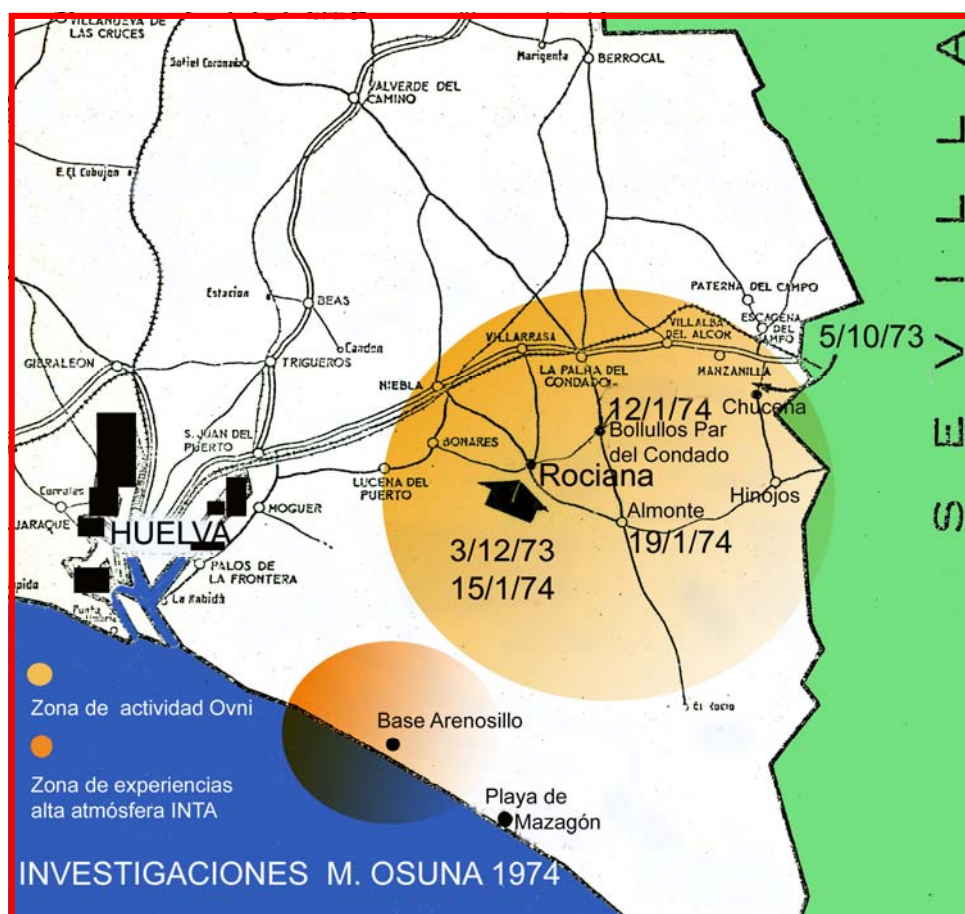 VILLANUEVA DE
LAS CRUCES
Sotiel Coronada
Marigenta
BERROCAL
VALVERDE DEL
CAMINO
E. El Cobujon
SEVILLA
PATERNA DEL CAMPO
Estacion
BEAS
ESCACENA
DEL
CAMPO
5/10/73
VILLARRASA
VILLALBA
DEL ALCOR
Candon
GIBRALEON
TRIGUEROS
LA PALMA DEL
CONDADO
MANZANILLA
NIEBLA
12/1/74
Chucena
S. JUAN DEL
PUERTO
BONARES
Bollullos Par
del Condado
Rociana
LUCENA DEL
PUERTO
Hinojos
Corrales
MOGUER
Almonte
JARAQUE
HUELVA
19/1/74
3/12/73
15/1/74
PALOS DE
LA FRONTERA
La Rabida
Punta
Umbria
Zona de actividad Ovni
El Rocio
Base Arenosillo
Zona de experiencias
alta atmósfera INTA
Playa de
Mazagón
INVESTIGACIONES M. OSUNA 1974